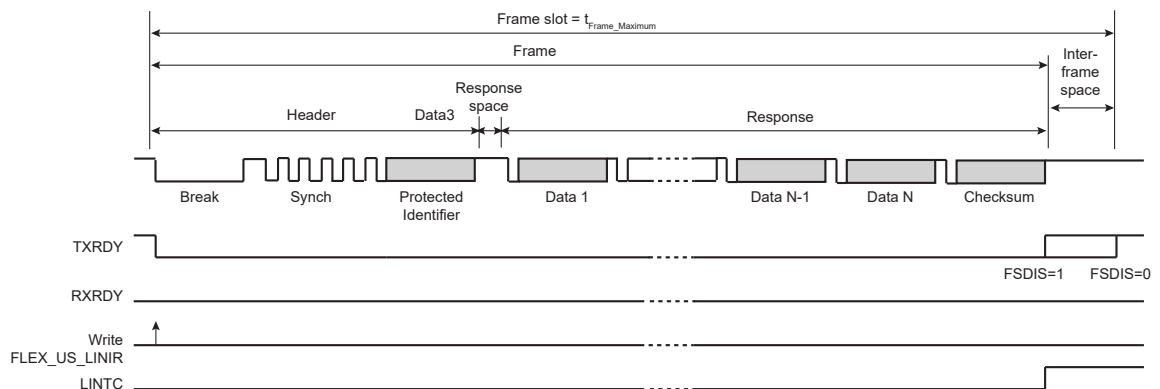 Frame slot = tFrame_Maximum
Frame
Inter-
frame
space
Response
space
Header
Data3
Response
Break
Synch
Protected
Identifier
Data 1
Data N-1
Data N
Checksum
TXRDY
FSDIS=1
FSDIS=0
RXRDY
Write
FLEX_US_LINIR
LINTC